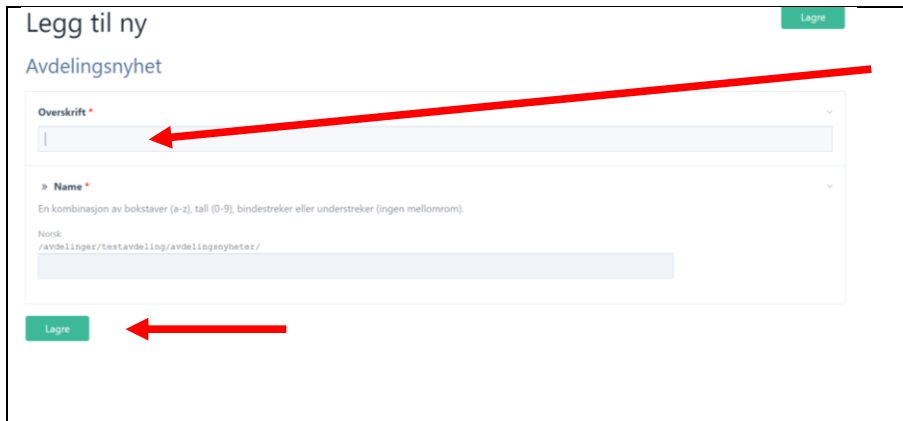 Legg til ny
Lagre
Avdelingsnyhet
Overskrift *
» Name *
En kombinasjon av bokstaver (a-z), tall (0-9), bindestreker eller understreker (ingen mellomrom).
Norsk
/avdelinger/testavdeling/avdelingsnyheter/
Lagre